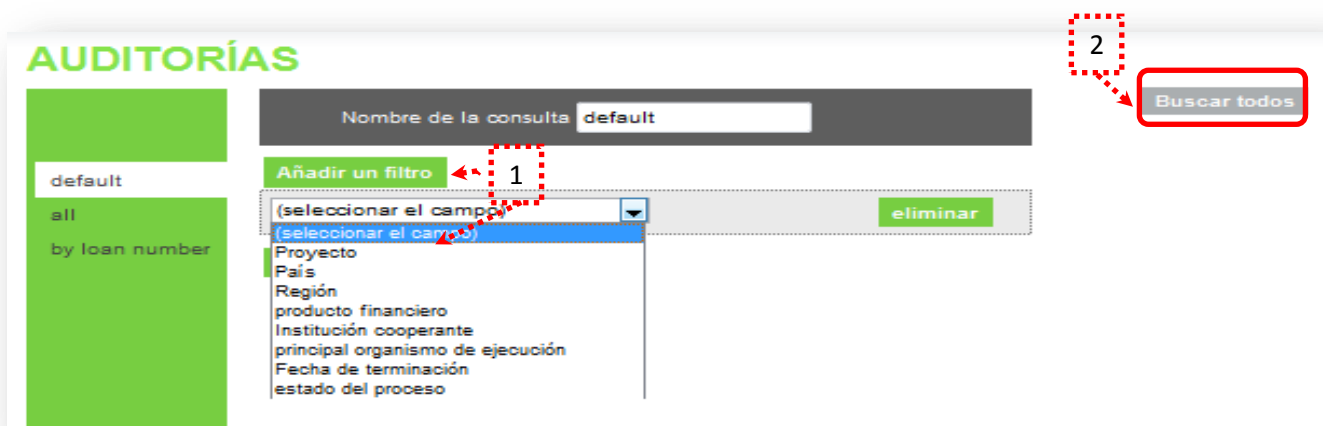 2
AUDITORÍAS
Buscar todos
Nombre de la consulta default
default
all
by loan number
Añadir un filtro
1
(seleccionar el campo)
eliminar
(seleccionar el campo)
Proyecto
País
Región
producto financiero
Institución cooperante
principal organismo de ejecución
Fecha de terminación
estado del proceso